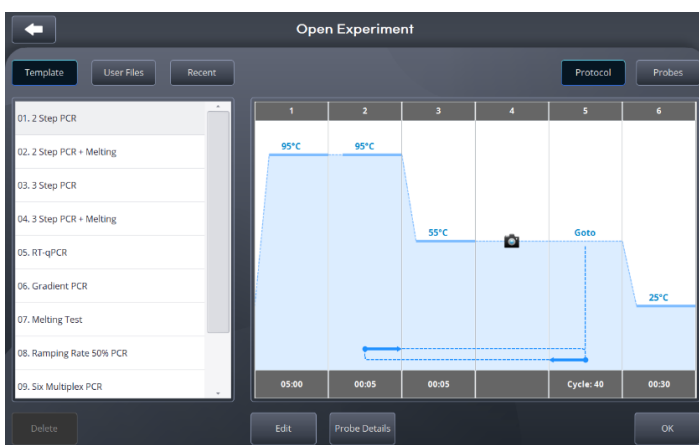 Open Experiment
Template User Files Recent
Protocol Probes
01. 2 Step PCR
02. 2 Step PCR + Melting
03. 3 Step PCR
04. 3 Step PCR + Melting
05. RT-qPCR
06. Gradient PCR
07. Melting Test
08. Ramping Rate 50% PCR
09. Six Multiplex PCR
1 2 3 4 5 6
95°C 95°C
55°C Goto
25°C
05:00 00:05 00:05 Cycle: 40 00:30
Delete Edit Probe Details OK